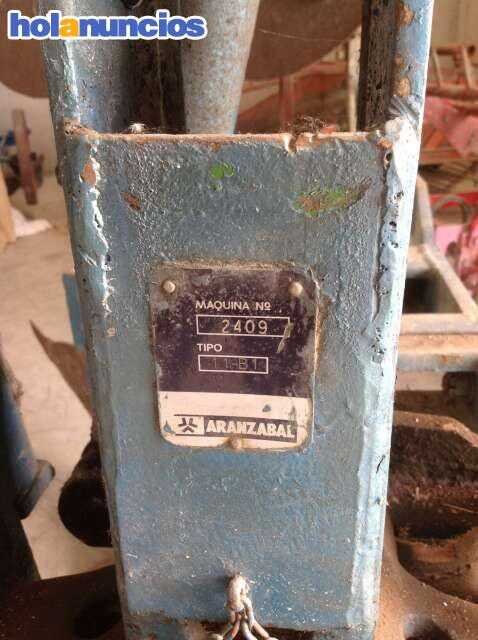 holanuncios
MAQUINA Nº
2409
TIPO
11-B1
ARANZABAL